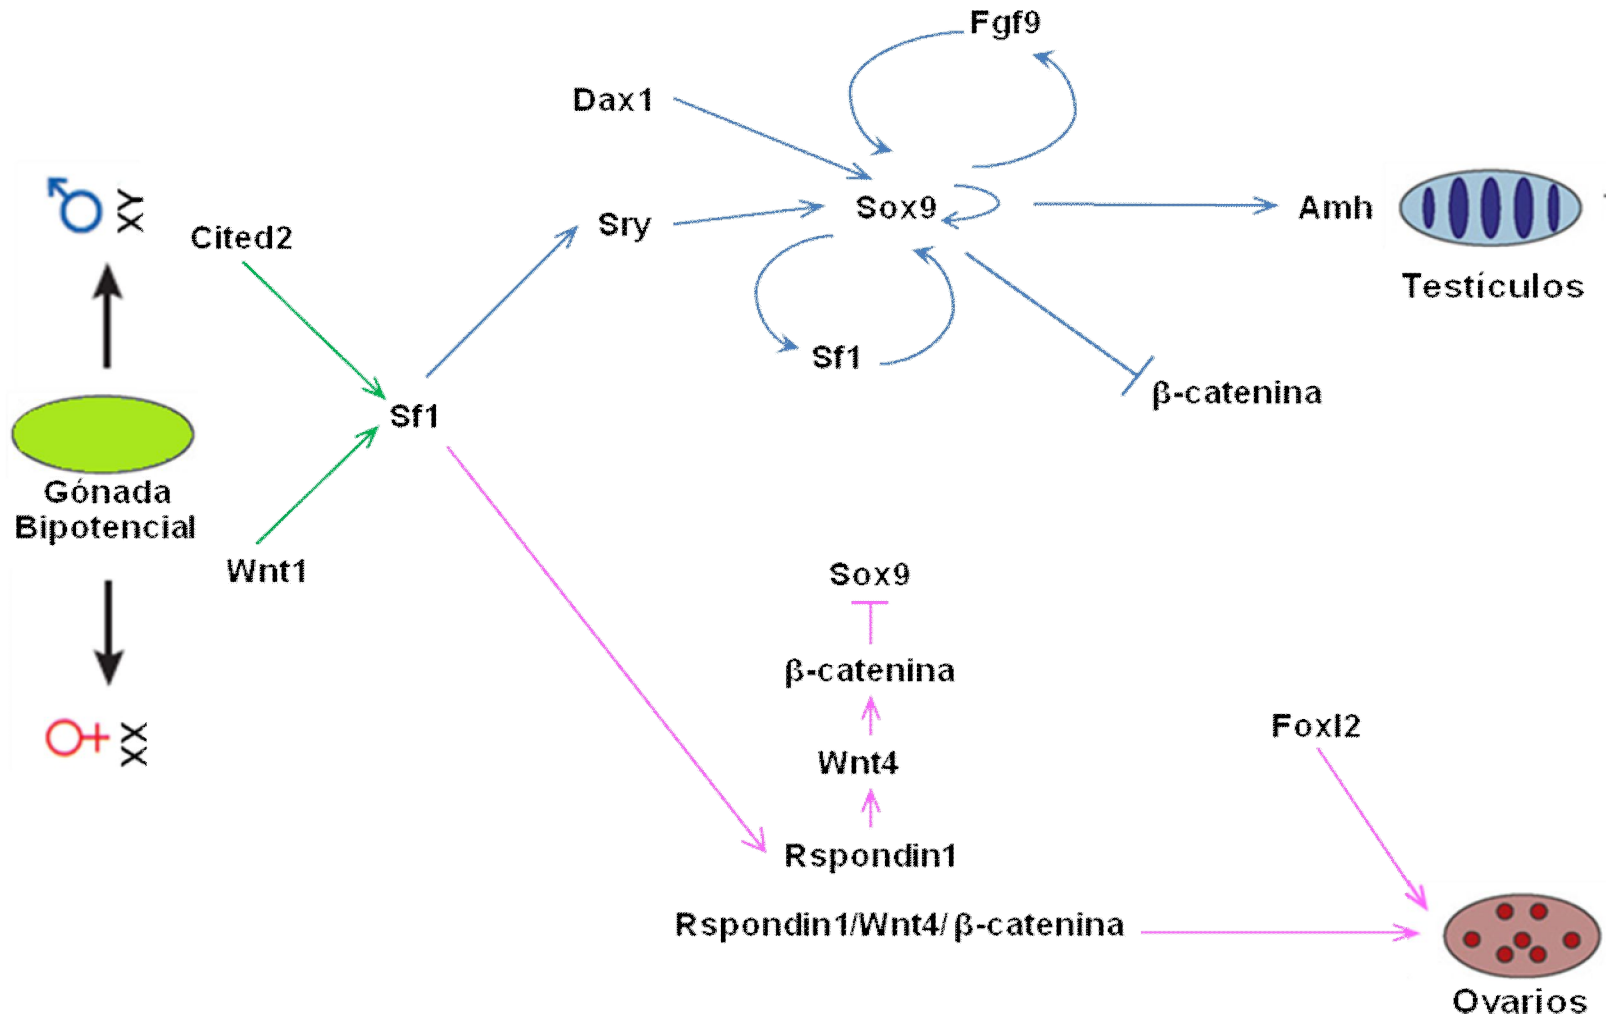 Fgf9
Dax1
XY
Cited2
Sry
Sox9
Amh
Testículos
Sf1
β-catenina
Sf1
Gónada
Bipotencial
Wnt1
Sox9
β-catenina
XX
Wnt4
Foxl2
Rspondin1
Rspondin1/Wnt4/β-catenina
Ovarios